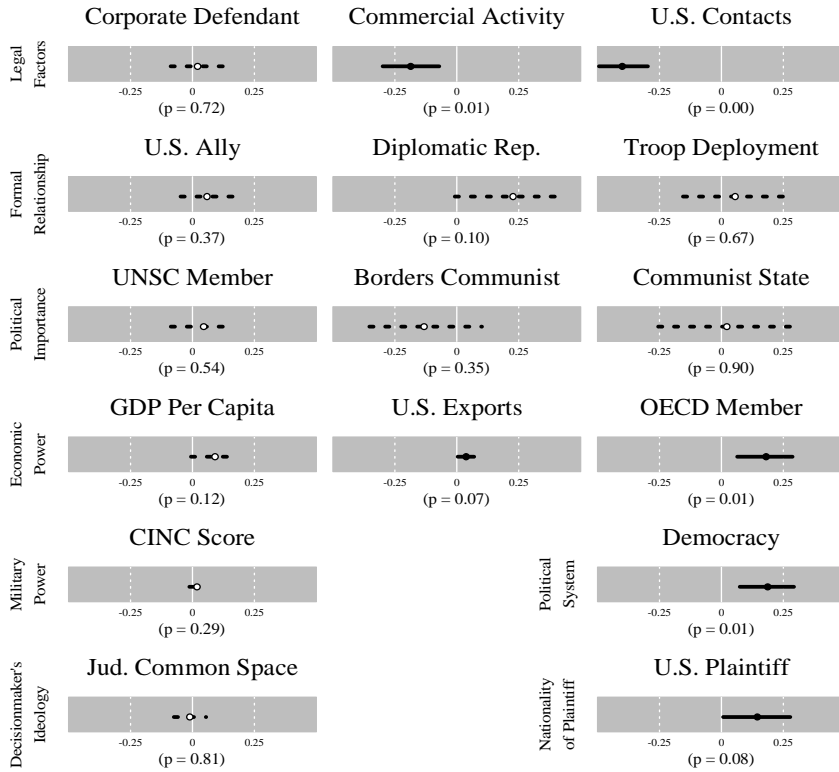 Corporate Defendant Commercial Activity U.S. Contacts
Legal
Factors
-0.25 0 0.25 -0.25 0 0.25 -0.25 0 0.25
(p = 0.72) (p = 0.01) (p = 0.00)
U.S. Ally Diplomatic Rep. Troop Deployment
Formal
Relationship
-0.25 0 0.25 -0.25 0 0.25 -0.25 0 0.25
(p = 0.37) (p = 0.10) (p = 0.67)
UNSC Member Borders Communist Communist State
Political
Importance
-0.25 0 0.25 -0.25 0 0.25 -0.25 0 0.25
(p = 0.54) (p = 0.35) (p = 0.90)
GDP Per Capita U.S. Exports OECD Member
Economic
Power
-0.25 0 0.25 -0.25 0 0.25 -0.25 0 0.25
(p = 0.12) (p = 0.07) (p = 0.01)
CINC Score Democracy
Military
Power
Political
System
-0.25 0 0.25 -0.25 0 0.25
(p = 0.29) (p = 0.01)
Jud. Common Space U.S. Plaintiff
Decisionmaker's
Ideology
Nationality
of Plaintiff
-0.25 0 0.25 -0.25 0 0.25
(p = 0.81) (p = 0.08)